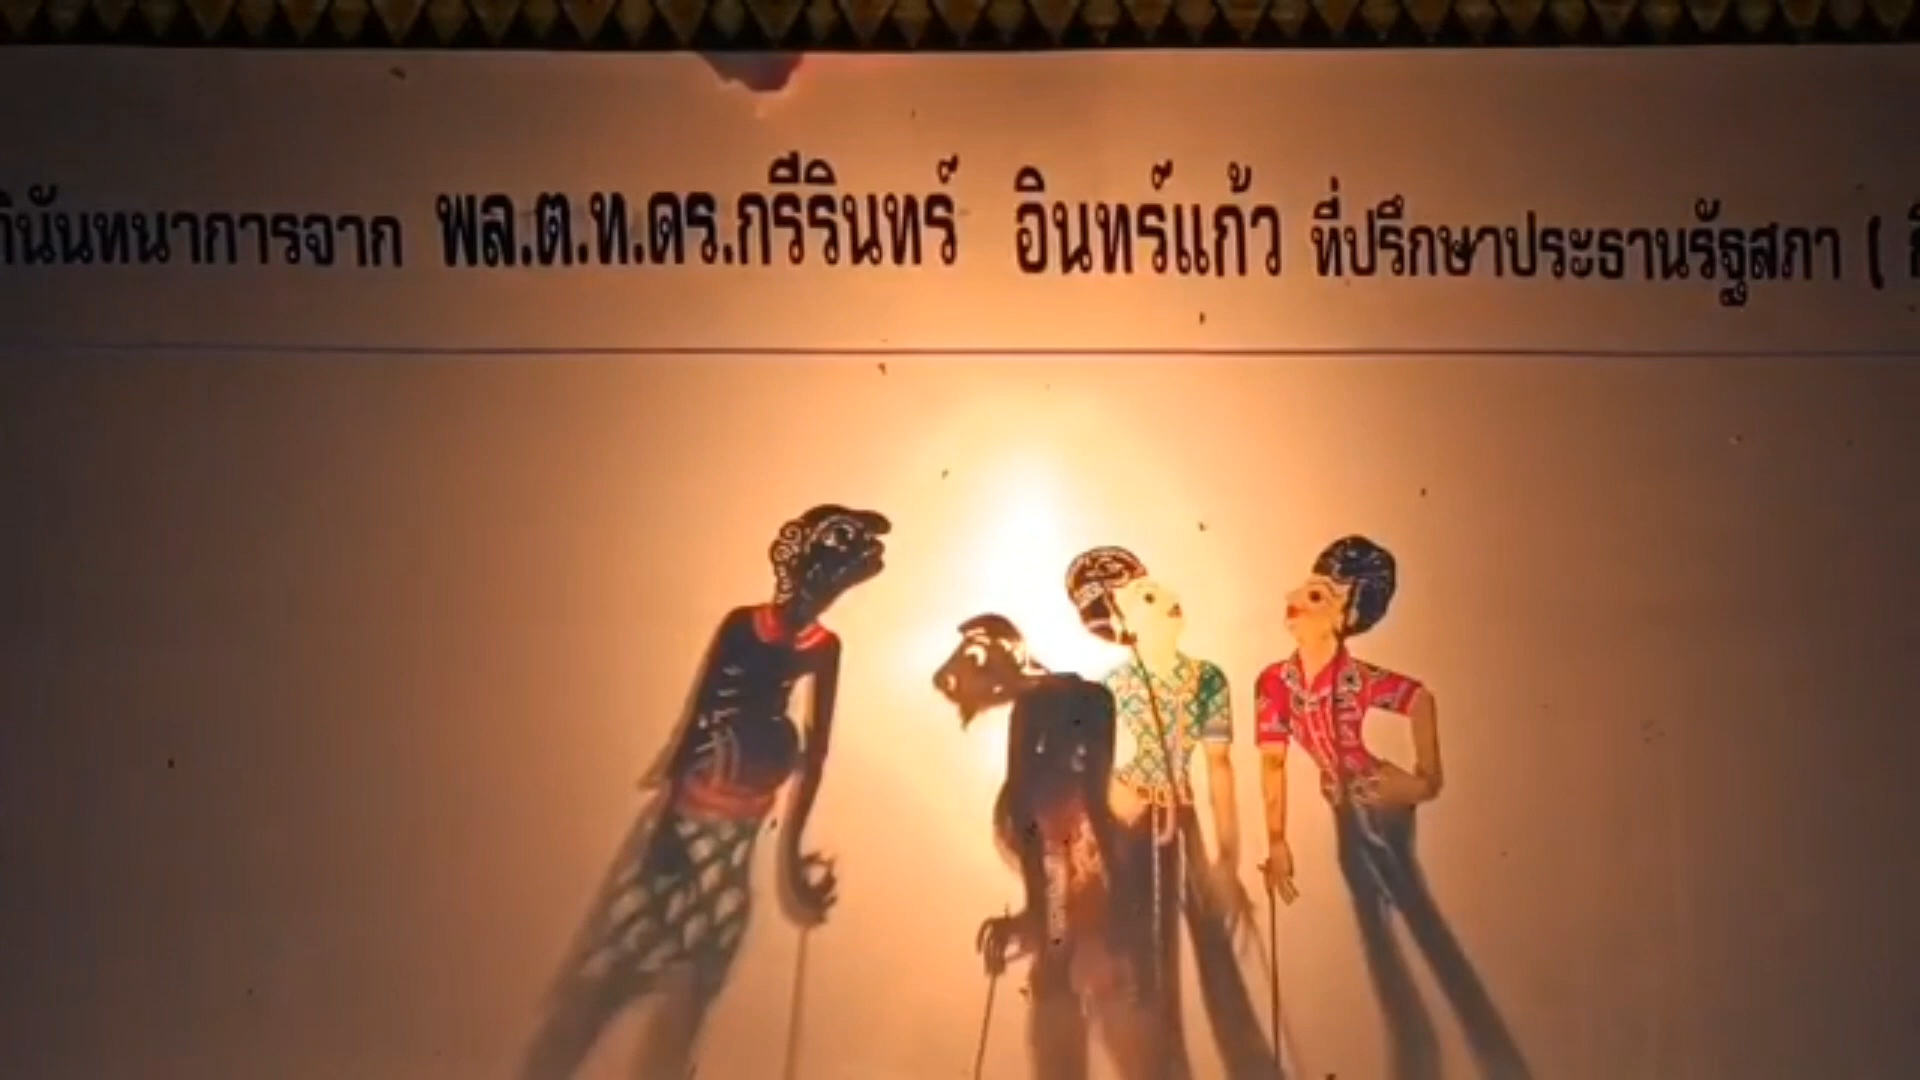 นันทนาการจาก พล.ต.ท.ดร.กรีรินทร์ อินทร์แก้ว ที่ปรึกษาประธานรัฐสภา (